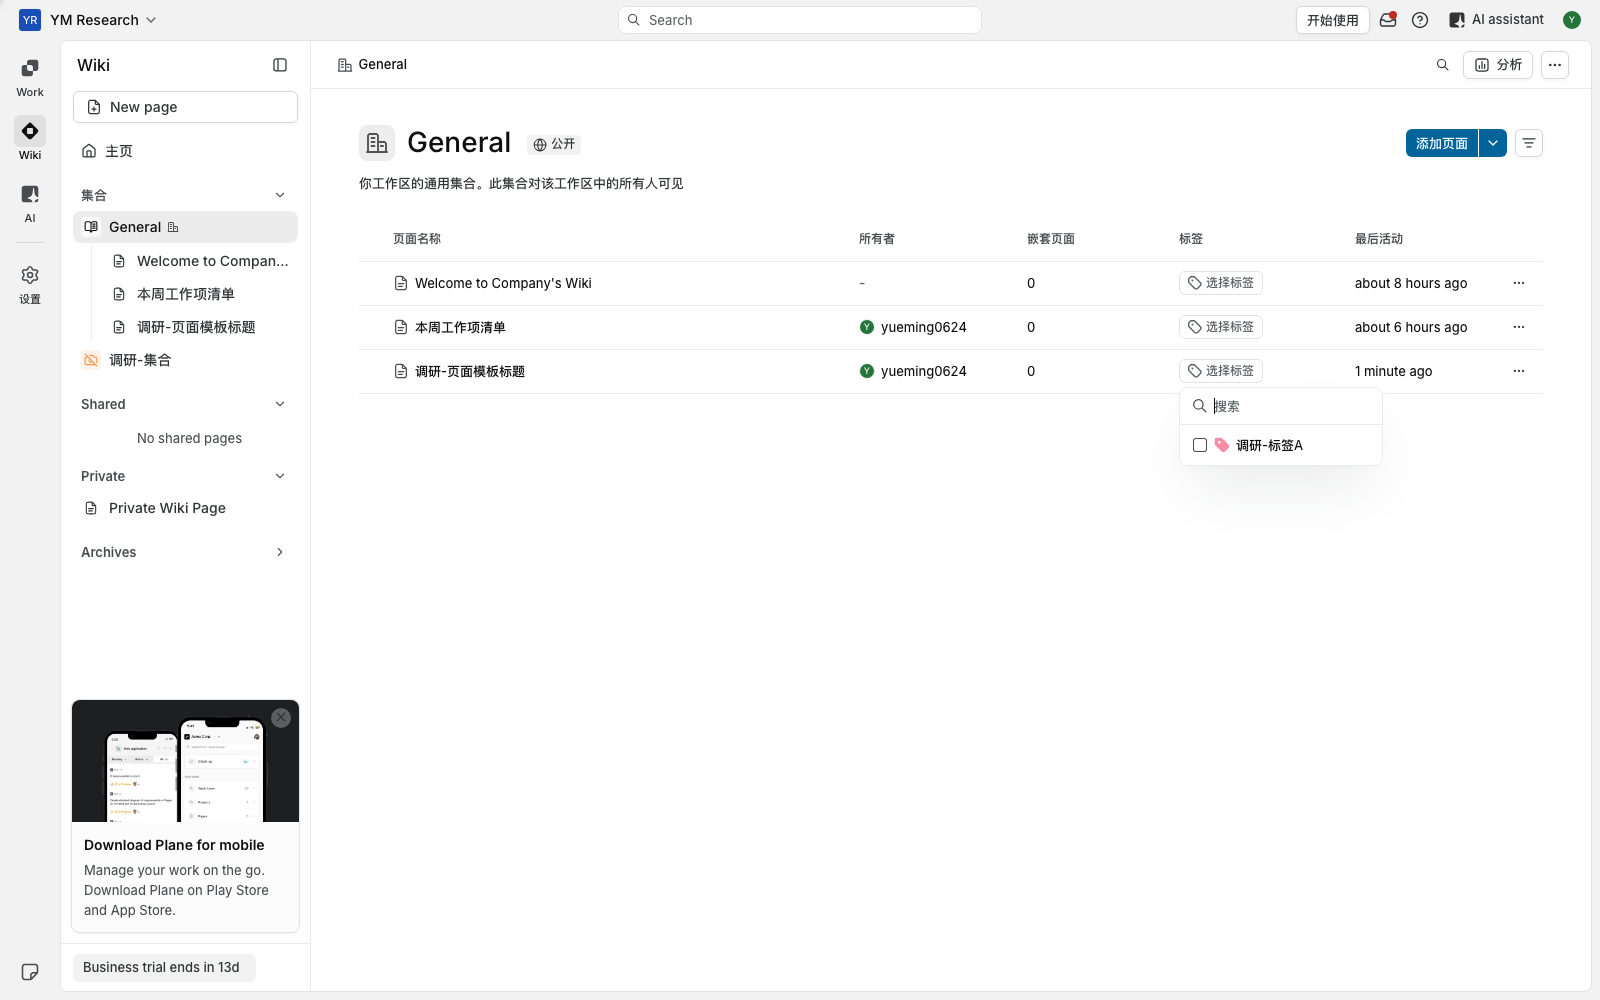 YR YM Research
Search
开始使用
AI assistant
Y
Work
Wiki
AI
设置
Wiki
New page
主页
集合
General
Welcome to Compan...
本周工作项清单
调研-页面模板标题
调研-集合
Shared
No shared pages
Private
Private Wiki Page
Archives
Download Plane for mobile
Manage your work on the go.
Download Plane on Play Store
and App Store.
Business trial ends in 13d
General
分析
General 公开
添加页面
你工作区的通用集合。此集合对该工作区中的所有人可见
页面名称 所有者 嵌套页面 标签 最后活动
Welcome to Company's Wiki - 0 选择标签 about 8 hours ago
本周工作项清单 Y yueming0624 0 选择标签 about 6 hours ago
调研-页面模板标题 Y yueming0624 0 选择标签 1 minute ago
搜索
调研-标签A